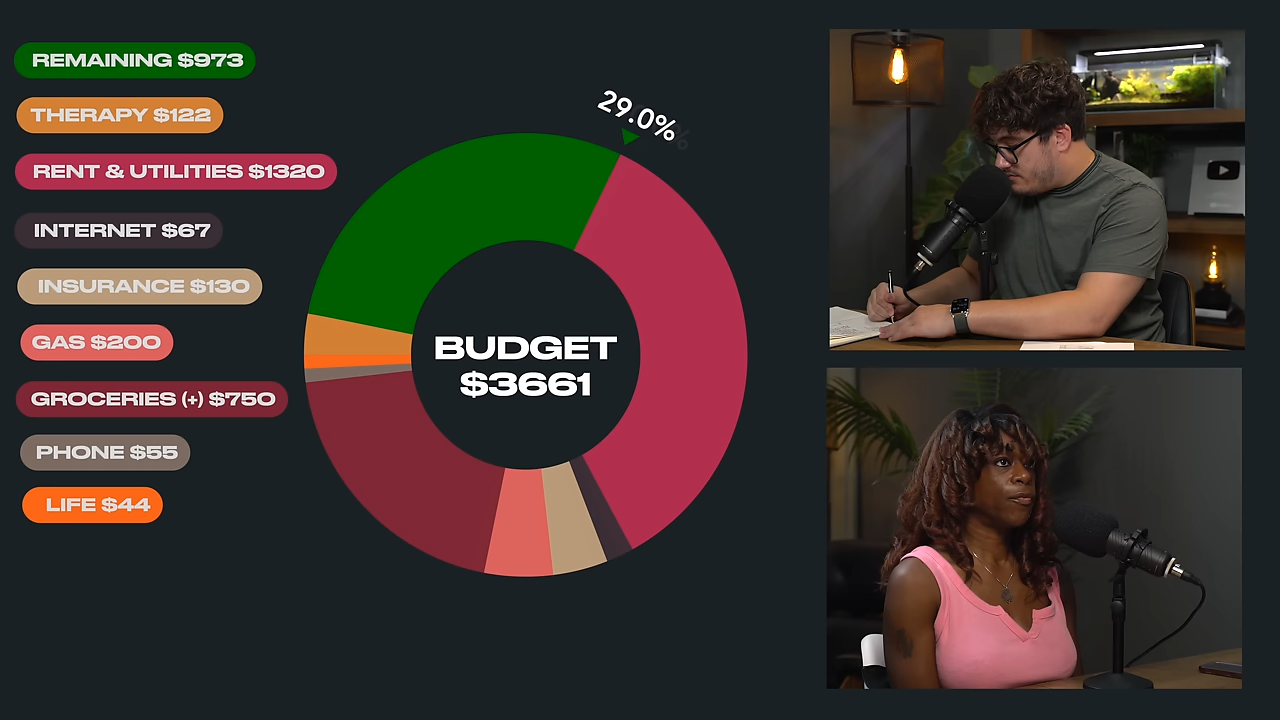 REMAINING $973
THERAPY $122
RENT & UTILITIES $1320
INTERNET $67
INSURANCE $130
GAS $200
GROCERIES (+) $750
PHONE $55
LIFE $44
29.0%
BUDGET
$3661